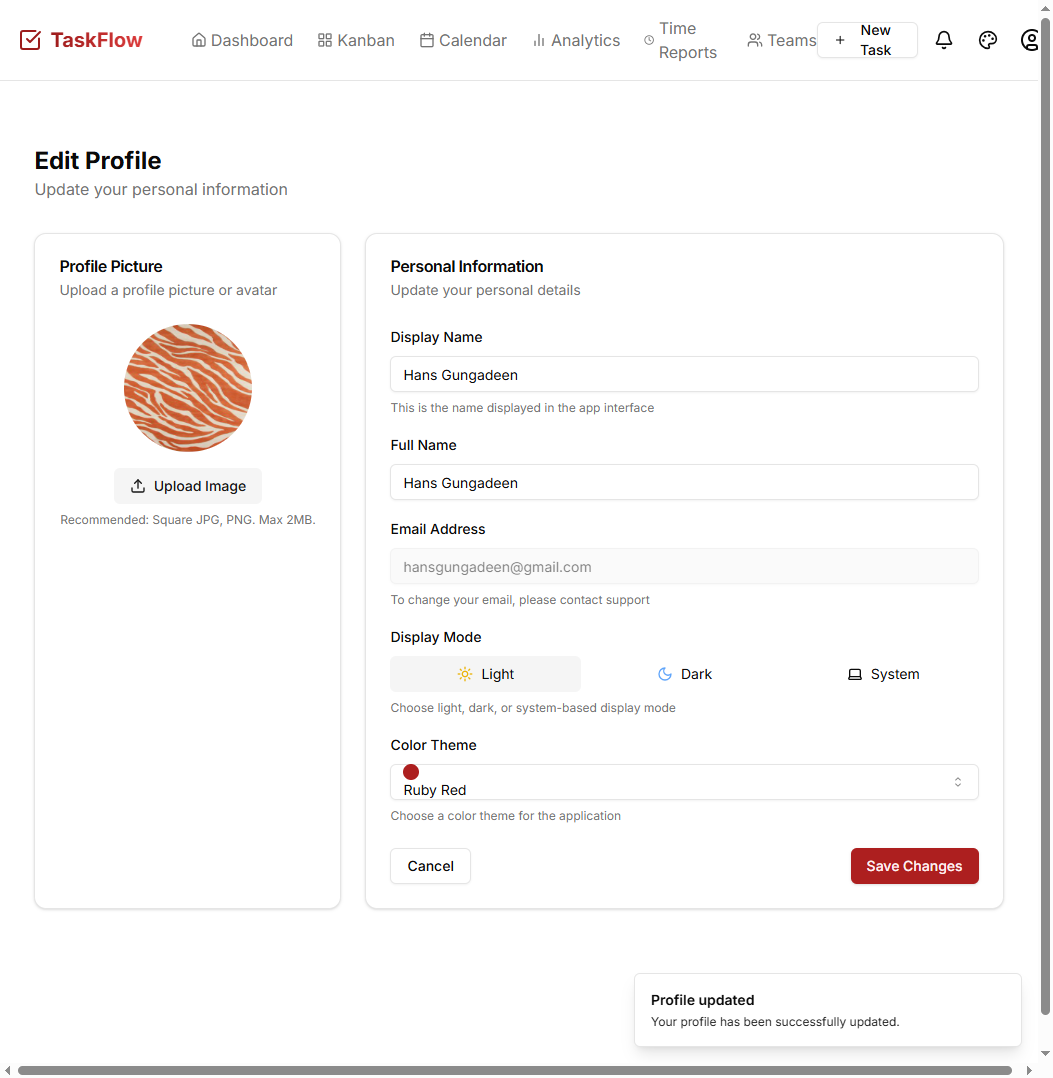 TaskFlow
Dashboard
Kanban
Calendar
Analytics
Time
Reports
Teams
New
Task
Edit Profile
Update your personal information
Profile Picture
Upload a profile picture or avatar
Upload Image
Recommended: Square JPG, PNG. Max 2MB.
Personal Information
Update your personal details
Display Name
Hans Gungadeen
This is the name displayed in the app interface
Full Name
Hans Gungadeen
Email Address
hansgungadeen@gmail.com
To change your email, please contact support
Display Mode
Light
Dark
System
Choose light, dark, or system-based display mode
Color Theme
Ruby Red
Choose a color theme for the application
Cancel
Save Changes
Profile updated
Your profile has been successfully updated.